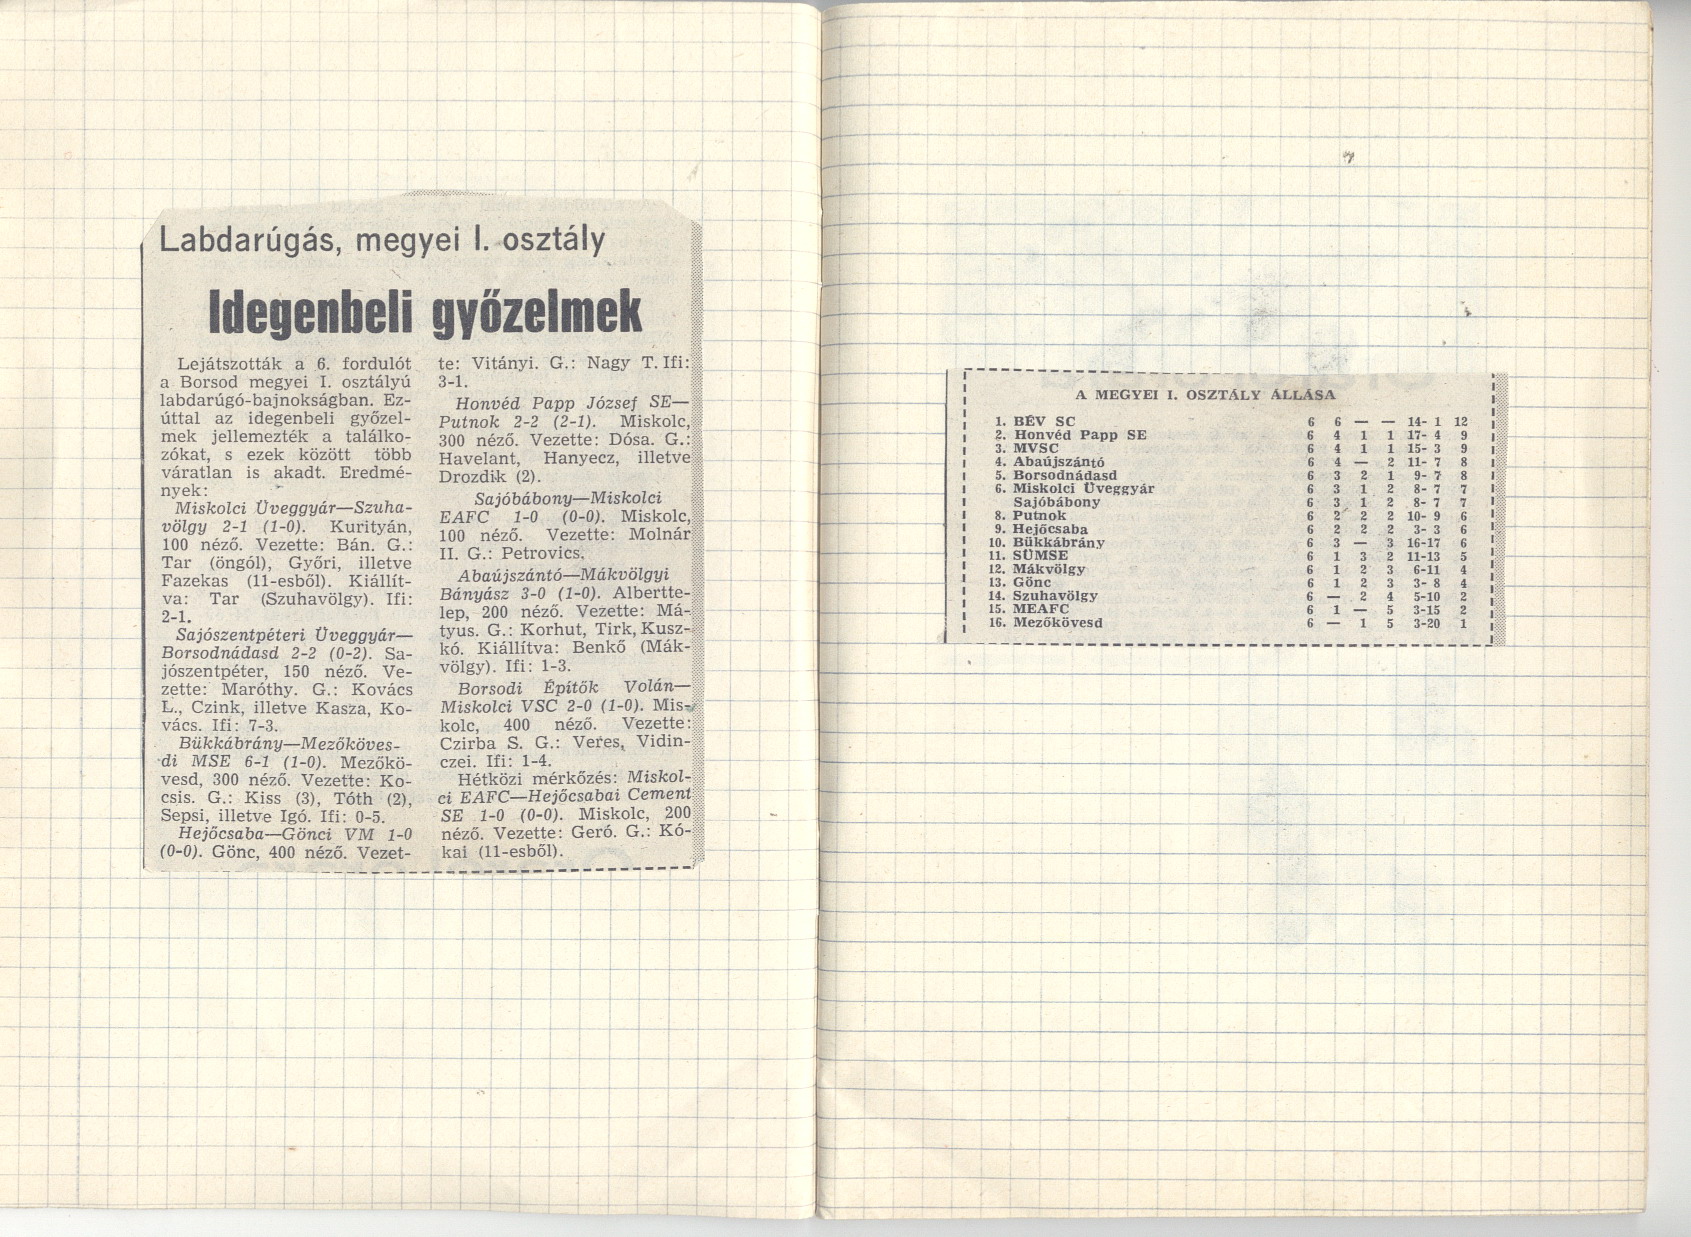 Labdarúgás, megyei I. osztály
Idegenbeli győzelmek
Lejátszották a 6. fordulót
a Borsod megyei I. osztályú
labdarúgó-bajnokságban. Ez-
úttal az idegenbeli győzel-
mek jellemezték a találko-
zókat, s ezek között több
váratlan is akadt. Eredmé-
nyek:
Miskolci Üveggyár—Szuha-
völgy 2-1 (1-0). Kurityán,
100 néző. Vezette: Bán. G.:
Tar (öngól), Győri, illetve
Fazekas (11-esből). Kiállít-
va: Tar (Szuhavölgy). Ifi:
2-1.
Sajószentpéteri Üveggyár—
Borsodnádasd 2-2 (0-2). Sa-
jószentpéter, 150 néző. Ve-
zette: Maróthy. G.: Kovács
L., Czink, illetve Kasza, Ko-
vács. Ifi: 7-3.
Bükkábrány—Mezőköves-
di MSE 6-1 (1-0). Mezőkö-
vesd, 300 néző. Vezette: Ko-
csis. G.: Kiss (3), Tóth (2),
Sepsi, illetve Igó. Ifi: 0-5.
Hejőcsaba—Gönci VM 1-0
(0-0). Gönc, 400 néző. Vezet-
te: Vitányi. G.: Nagy T. Ifi:
3-1.
Honvéd Papp József SE—
Putnok 2-2 (2-1). Miskolc,
300 néző. Vezette: Dósa. G.:
Havelant, Hanyecz, illetve
Drozdik (2).
Sajóbábony—Miskolci
EAFC 1-0 (0-0). Miskolc,
100 néző. Vezette: Molnár
II. G.: Petrovics.
Abaújszántó—Mákvölgyi
Bányász 3-0 (1-0). Albertte-
lep, 200 néző. Vezette: Má-
tyus. G.: Korhut, Tirk, Kusz-
kó. Kiállítva: Benkő (Mák-
völgy). Ifi: 1-3.
Borsodi Építők Volán—
Miskolci VSC 2-0 (1-0). Mis-
kolc, 400 néző. Vezette:
Czirba S. G.: Veres, Vidin-
czei. Ifi: 1-4.
Hétközi mérkőzés: Miskol-
ci EAFC—Hejőcsabai Cement
SE 1-0 (0-0). Miskolc, 200
néző. Vezette: Geró. G.: Kó-
kai (11-esből).
A MEGYEI I. OSZTÁLY ÁLLÁSA
1. BÉV SC 6 6 — — 14- 1 12
2. Honvéd Papp SE 6 4 1 1 17- 4 9
3. MVSC 6 4 1 1 15- 3 9
4. Abaújszántó 6 4 — 2 11- 7 8
5. Borsodnádasd 6 3 2 1 9- 7 8
6. Miskolci Üveggyár 6 3 1 2 8- 7 7
Sajóbábony 6 3 1 2 8- 7 7
8. Putnok 6 2 2 2 10- 9 6
9. Hejőcsaba 6 2 2 2 3- 3 6
10. Bükkábrány 6 3 — 3 16-17 6
11. SÜMSE 6 1 3 2 11-13 5
12. Mákvölgy 6 1 2 3 6-11 4
13. Gönc 6 1 2 3 3- 8 4
14. Szuhavölgy 6 — 2 4 5-10 2
15. MEAFC 6 1 — 5 3-15 2
16. Mezőkövesd 6 — 1 5 3-20 1